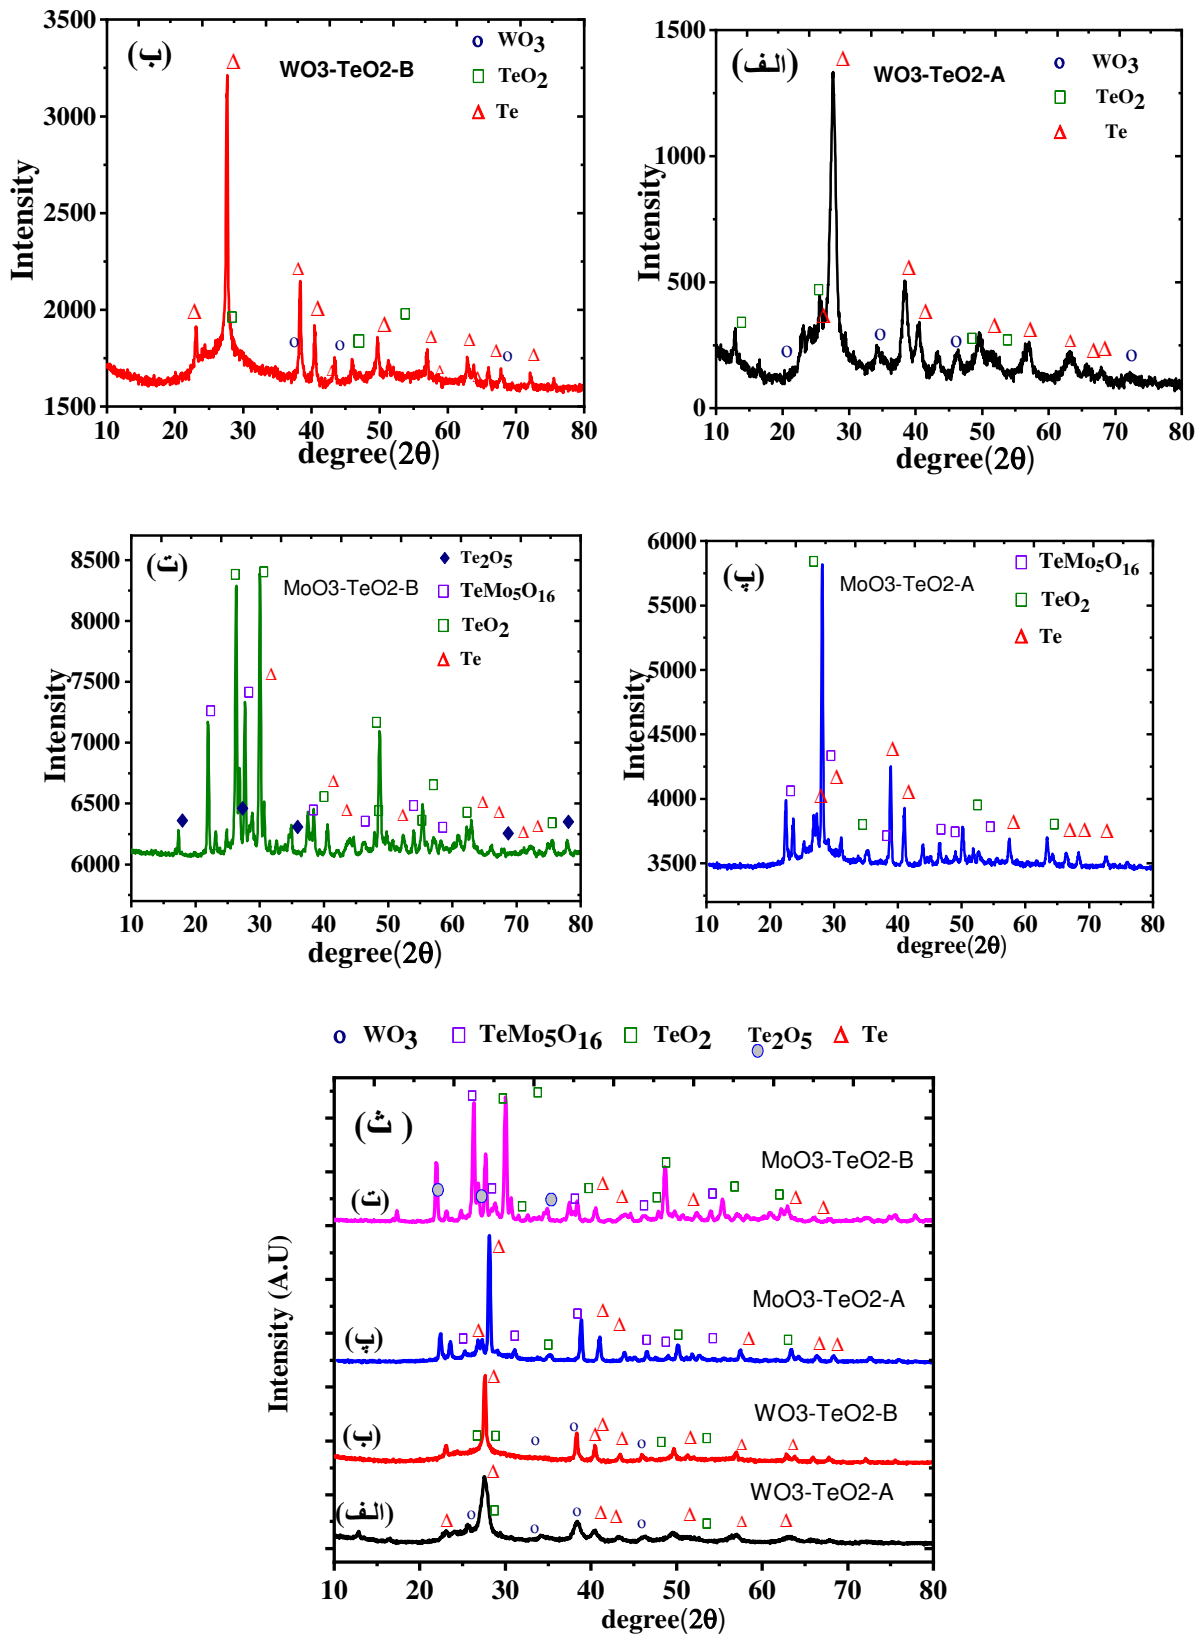 (ب)
WO3-TeO2-B
WO3
TeO2
Te
Intensity
3500
3000
2500
2000
1500
10 20 30 40 50 60 70 80
degree(2θ)
(الف)
WO3-TeO2-A
WO3
TeO2
Te
Intensity
1500
1000
500
0
10 20 30 40 50 60 70 80
degree(2θ)
(ت)
MoO3-TeO2-B
Te2O5
TeMo5O16
TeO2
Te
Intensity
8500
8000
7500
7000
6500
6000
10 20 30 40 50 60 70 80
degree(2θ)
(پ)
MoO3-TeO2-A
TeMo5O16
TeO2
Te
Intensity
6000
5500
5000
4500
4000
3500
10 20 30 40 50 60 70 80
degree(2θ)
WO3 TeMo5O16 TeO2 Te2O5 Te
(ث)
MoO3-TeO2-B
(ت)
MoO3-TeO2-A
(پ)
WO3-TeO2-B
(ب)
WO3-TeO2-A
(الف)
Intensity (A.U)
10 20 30 40 50 60 70 80
degree(2θ)